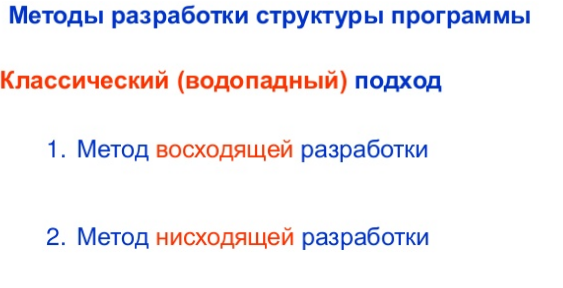 Методы разработки структуры программы
Классический (водопадный) подход
1. Метод восходящей разработки
2. Метод нисходящей разработки